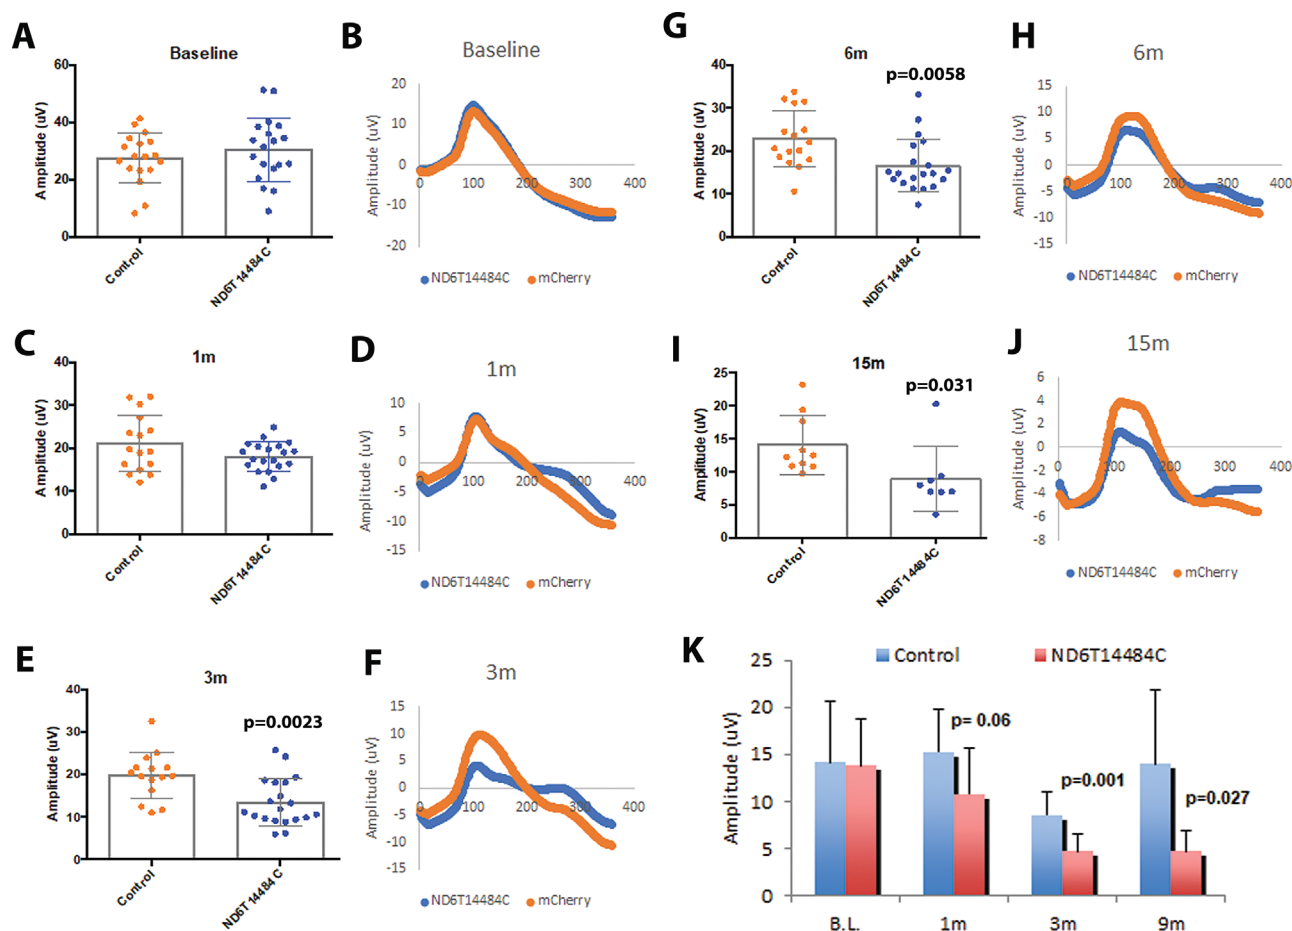 A
Baseline
Amplitude (uV)
60
40
20
0
Control
ND6T14484C
B
Baseline
Amplitude (uV)
20
10
0
-10
-20
0
100
200
300
400
ND6T14484C
mCherry
C
1m
Amplitude (uV)
40
30
20
10
0
Control
ND6T14484C
D
1m
Amplitude (uV)
10
5
0
-5
-10
-15
0
100
200
300
400
ND6T14484C
mCherry
E
3m
p=0.0023
Amplitude (uV)
40
30
20
10
0
Control
ND6T14484C
F
3m
Amplitude (uV)
15
10
5
0
-5
-10
-15
0
100
200
300
400
ND6T14484C
mCherry
G
6m
p=0.0058
Amplitude (uV)
40
30
20
10
0
Control
ND6T14484C
H
6m
Amplitude (uV)
15
10
5
0
-5
-10
-15
0
100
200
300
400
ND6T14484C
mCherry
I
15m
p=0.031
Amplitude (uV)
25
20
15
10
5
0
Control
ND6T14484C
J
15m
Amplitude (uV)
6
4
2
0
-2
-4
-6
-8
0
100
200
300
400
ND6T14484C
mCherry
K
Control
ND6T14484C
Amplitude (uV)
25
20
15
10
5
0
p= 0.06
p=0.001
p=0.027
B.L.
1m
3m
9m